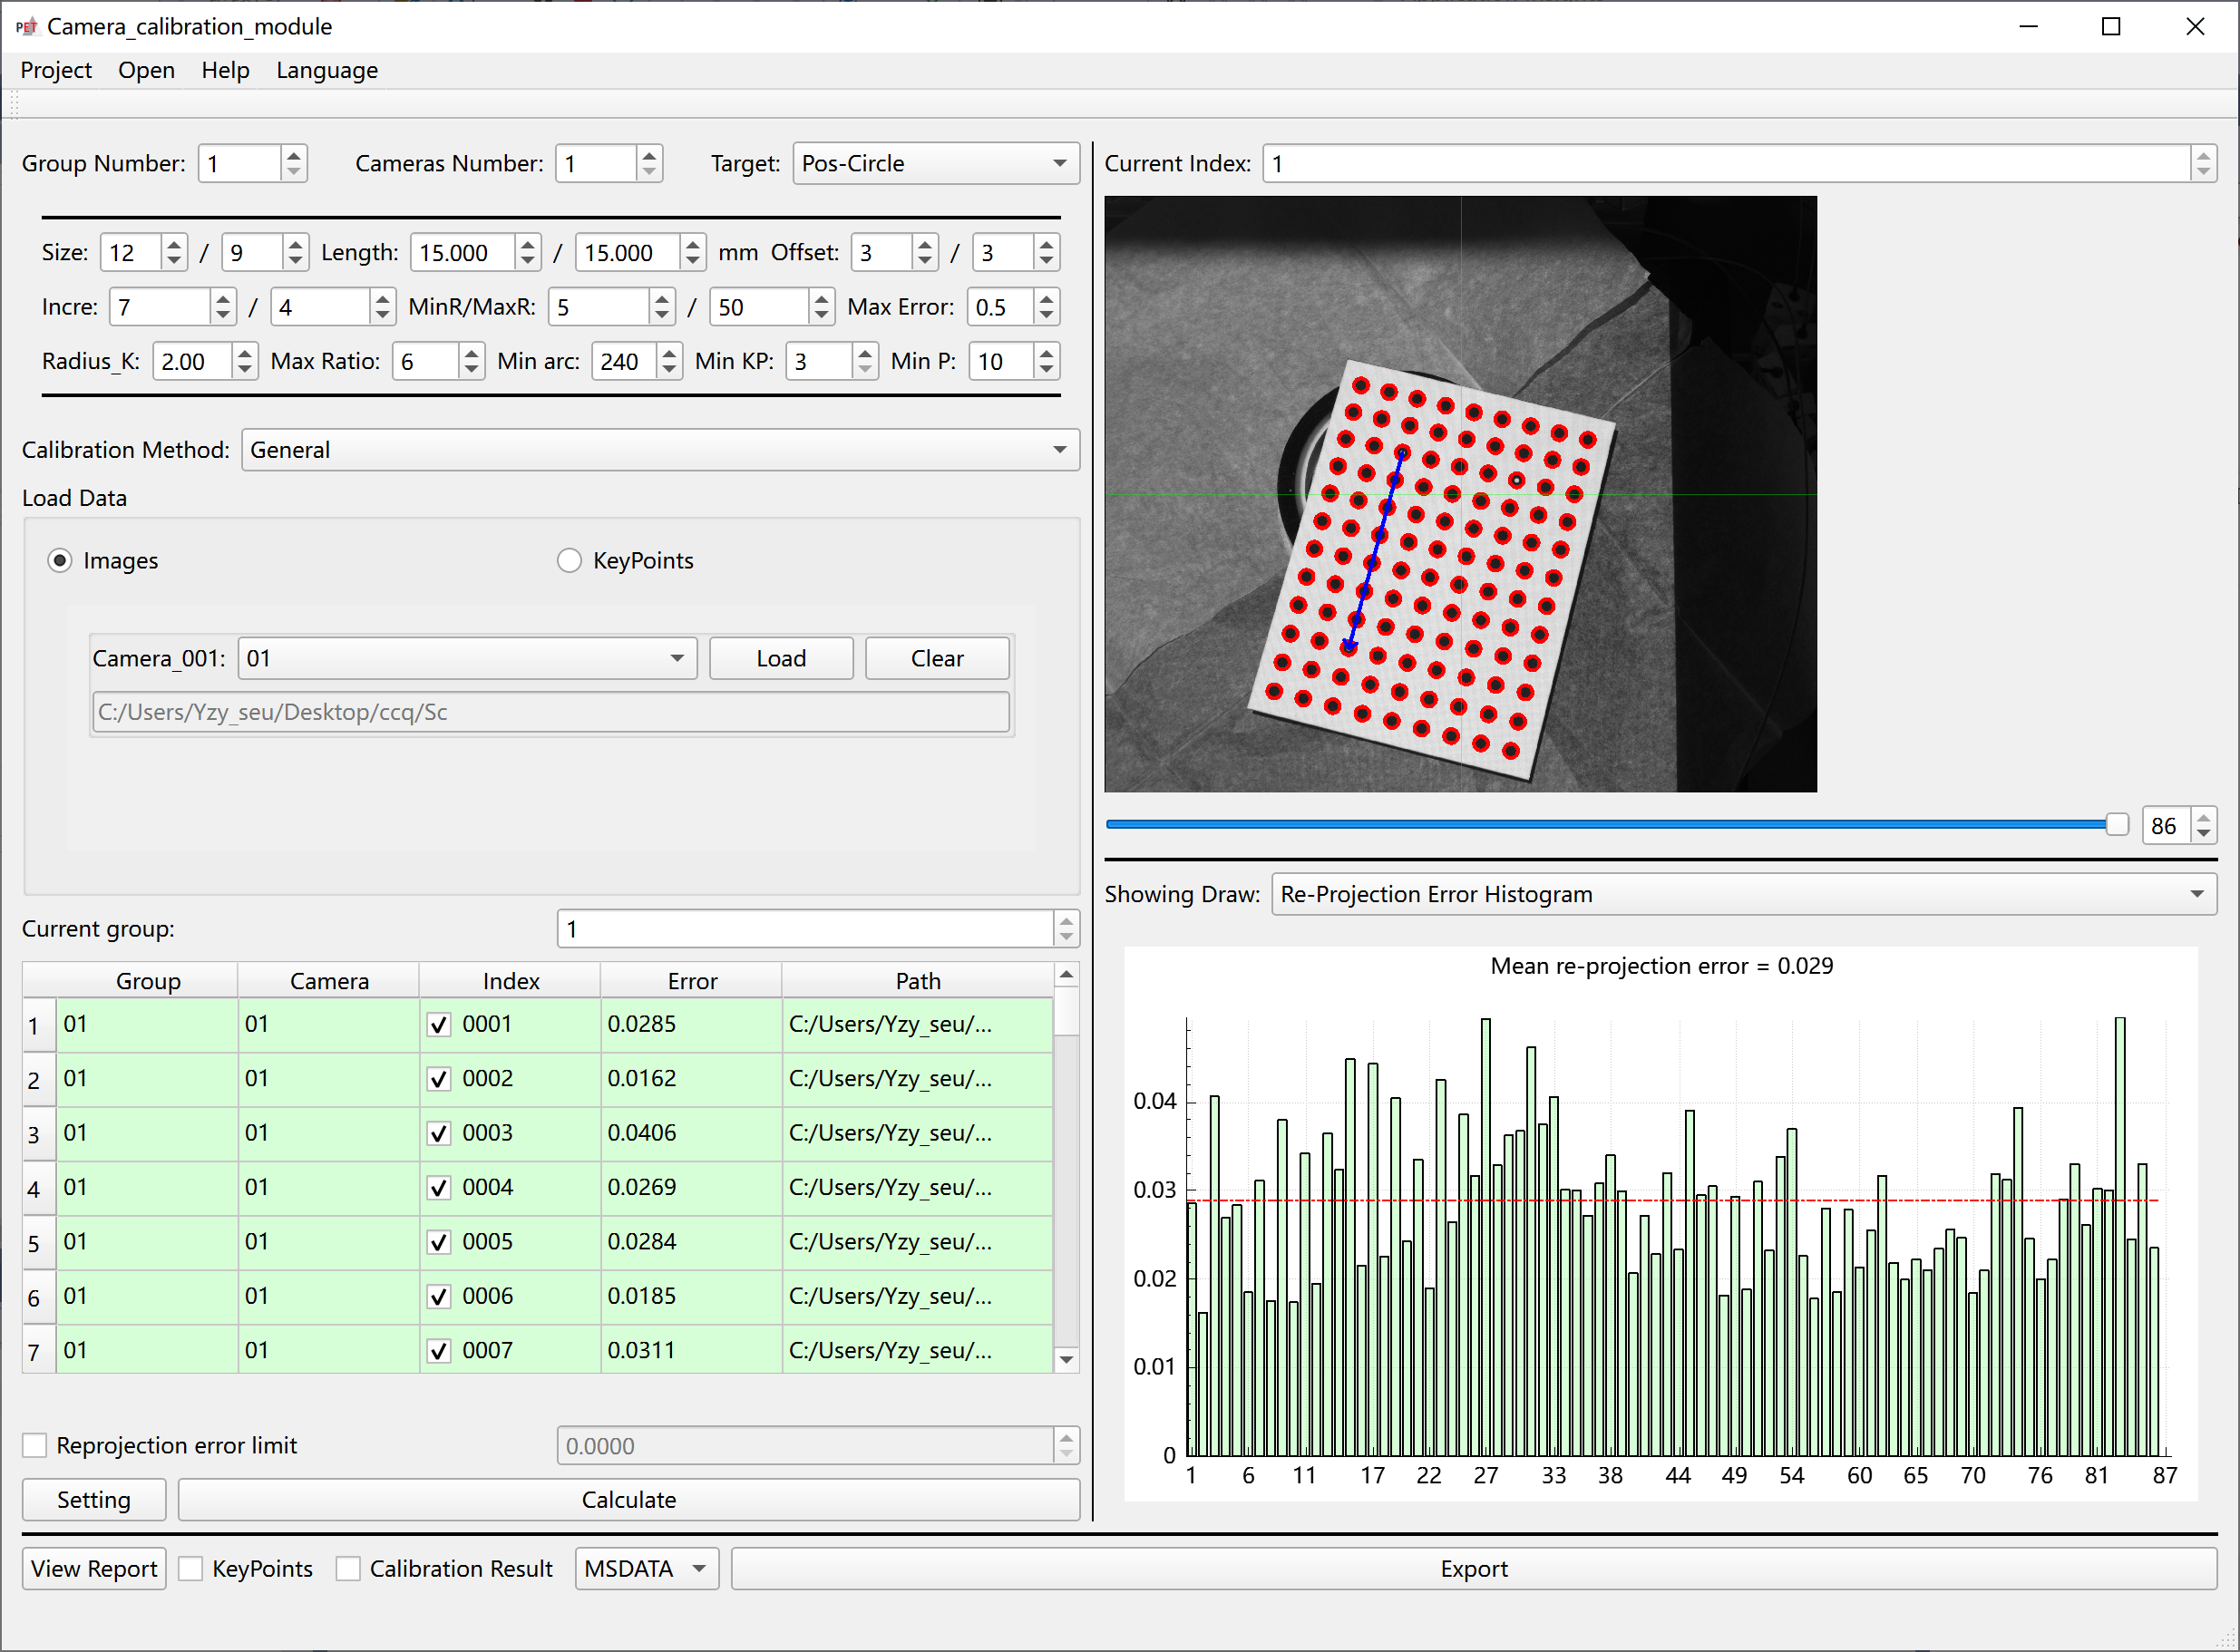 PET Camera_calibration_module
Project Open Help Language
Group Number: 1 Cameras Number: 1 Target: Pos-Circle
Size: 12 / 9 Length: 15.000 / 15.000 mm Offset: 3 / 3
Incre: 7 / 4 MinR/MaxR: 5 / 50 Max Error: 0.5
Radius_K: 2.00 Max Ratio: 6 Min arc: 240 Min KP: 3 Min P: 10
Calibration Method: General
Load Data
Images KeyPoints
Camera_001: 01 Load Clear
C:/Users/Yzy_seu/Desktop/ccq/Sc
Current group: 1
Group Camera Index Error Path
1 01 01 0001 0.0285 C:/Users/Yzy_seu/...
2 01 01 0002 0.0162 C:/Users/Yzy_seu/...
3 01 01 0003 0.0406 C:/Users/Yzy_seu/...
4 01 01 0004 0.0269 C:/Users/Yzy_seu/...
5 01 01 0005 0.0284 C:/Users/Yzy_seu/...
6 01 01 0006 0.0185 C:/Users/Yzy_seu/...
7 01 01 0007 0.0311 C:/Users/Yzy_seu/...
Reprojection error limit 0.0000
Setting Calculate
Current Index: 1
86
Showing Draw: Re-Projection Error Histogram
Mean re-projection error = 0.029
0.04
0.03
0.02
0.01
0
1 6 11 17 22 27 33 38 44 49 54 60 65 70 76 81 87
View Report KeyPoints Calibration Result MSDATA Export